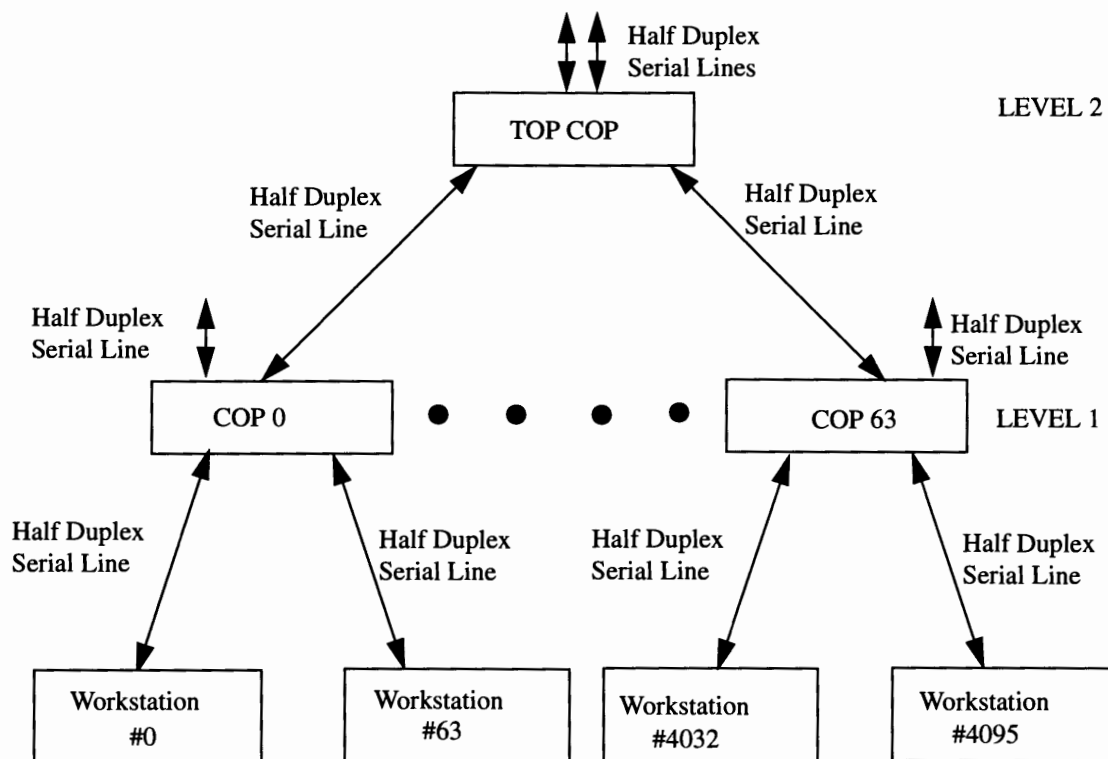 Half Duplex
Serial Lines
LEVEL 2
TOP COP
Half Duplex
Serial Line
Half Duplex
Serial Line
Half Duplex
Serial Line
Half Duplex
Serial Line
COP 0
COP 63
LEVEL 1
Half Duplex
Serial Line
Half Duplex
Serial Line
Half Duplex
Serial Line
Half Duplex
Serial Line
Workstation
#0
Workstation
#63
Workstation
#4032
Workstation
#4095